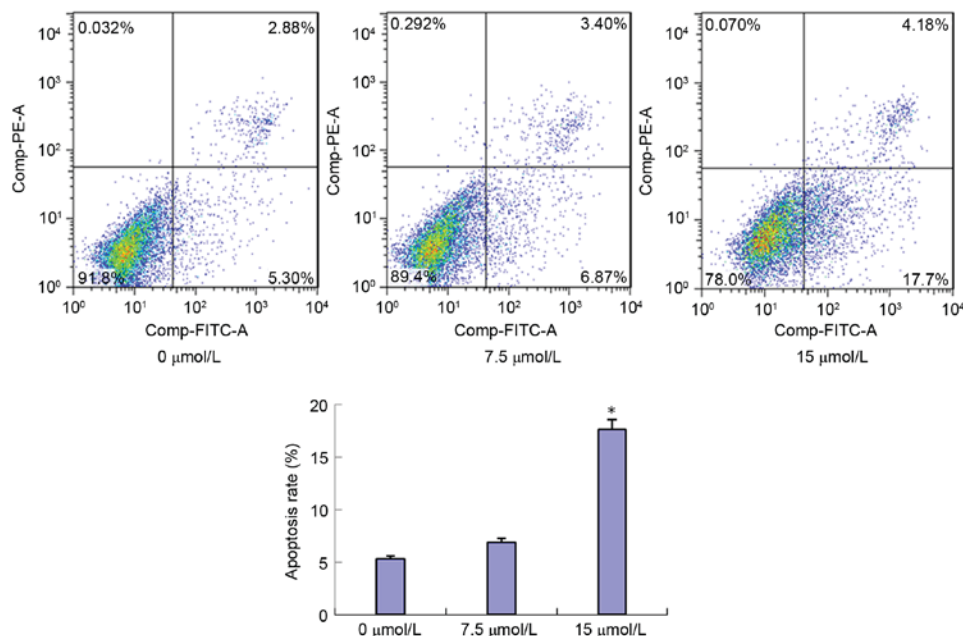 10⁴ 0.032% 2.88%
10³
10²
10¹
10⁰ 91.8% 5.30%
Comp-PE-A
10⁰ 10¹ 10² 10³ 10⁴
Comp-FITC-A
0 μmol/L
10⁴ 0.292% 3.40%
10³
10²
10¹
10⁰ 89.4% 6.87%
Comp-PE-A
10⁰ 10¹ 10² 10³ 10⁴
Comp-FITC-A
7.5 μmol/L
10⁴ 0.070% 4.18%
10³
10²
10¹
10⁰ 78.0% 17.7%
Comp-PE-A
10⁰ 10¹ 10² 10³ 10⁴
Comp-FITC-A
15 μmol/L
Apoptosis rate (%)
20
15
10
5
0
*
0 μmol/L 7.5 μmol/L 15 μmol/L